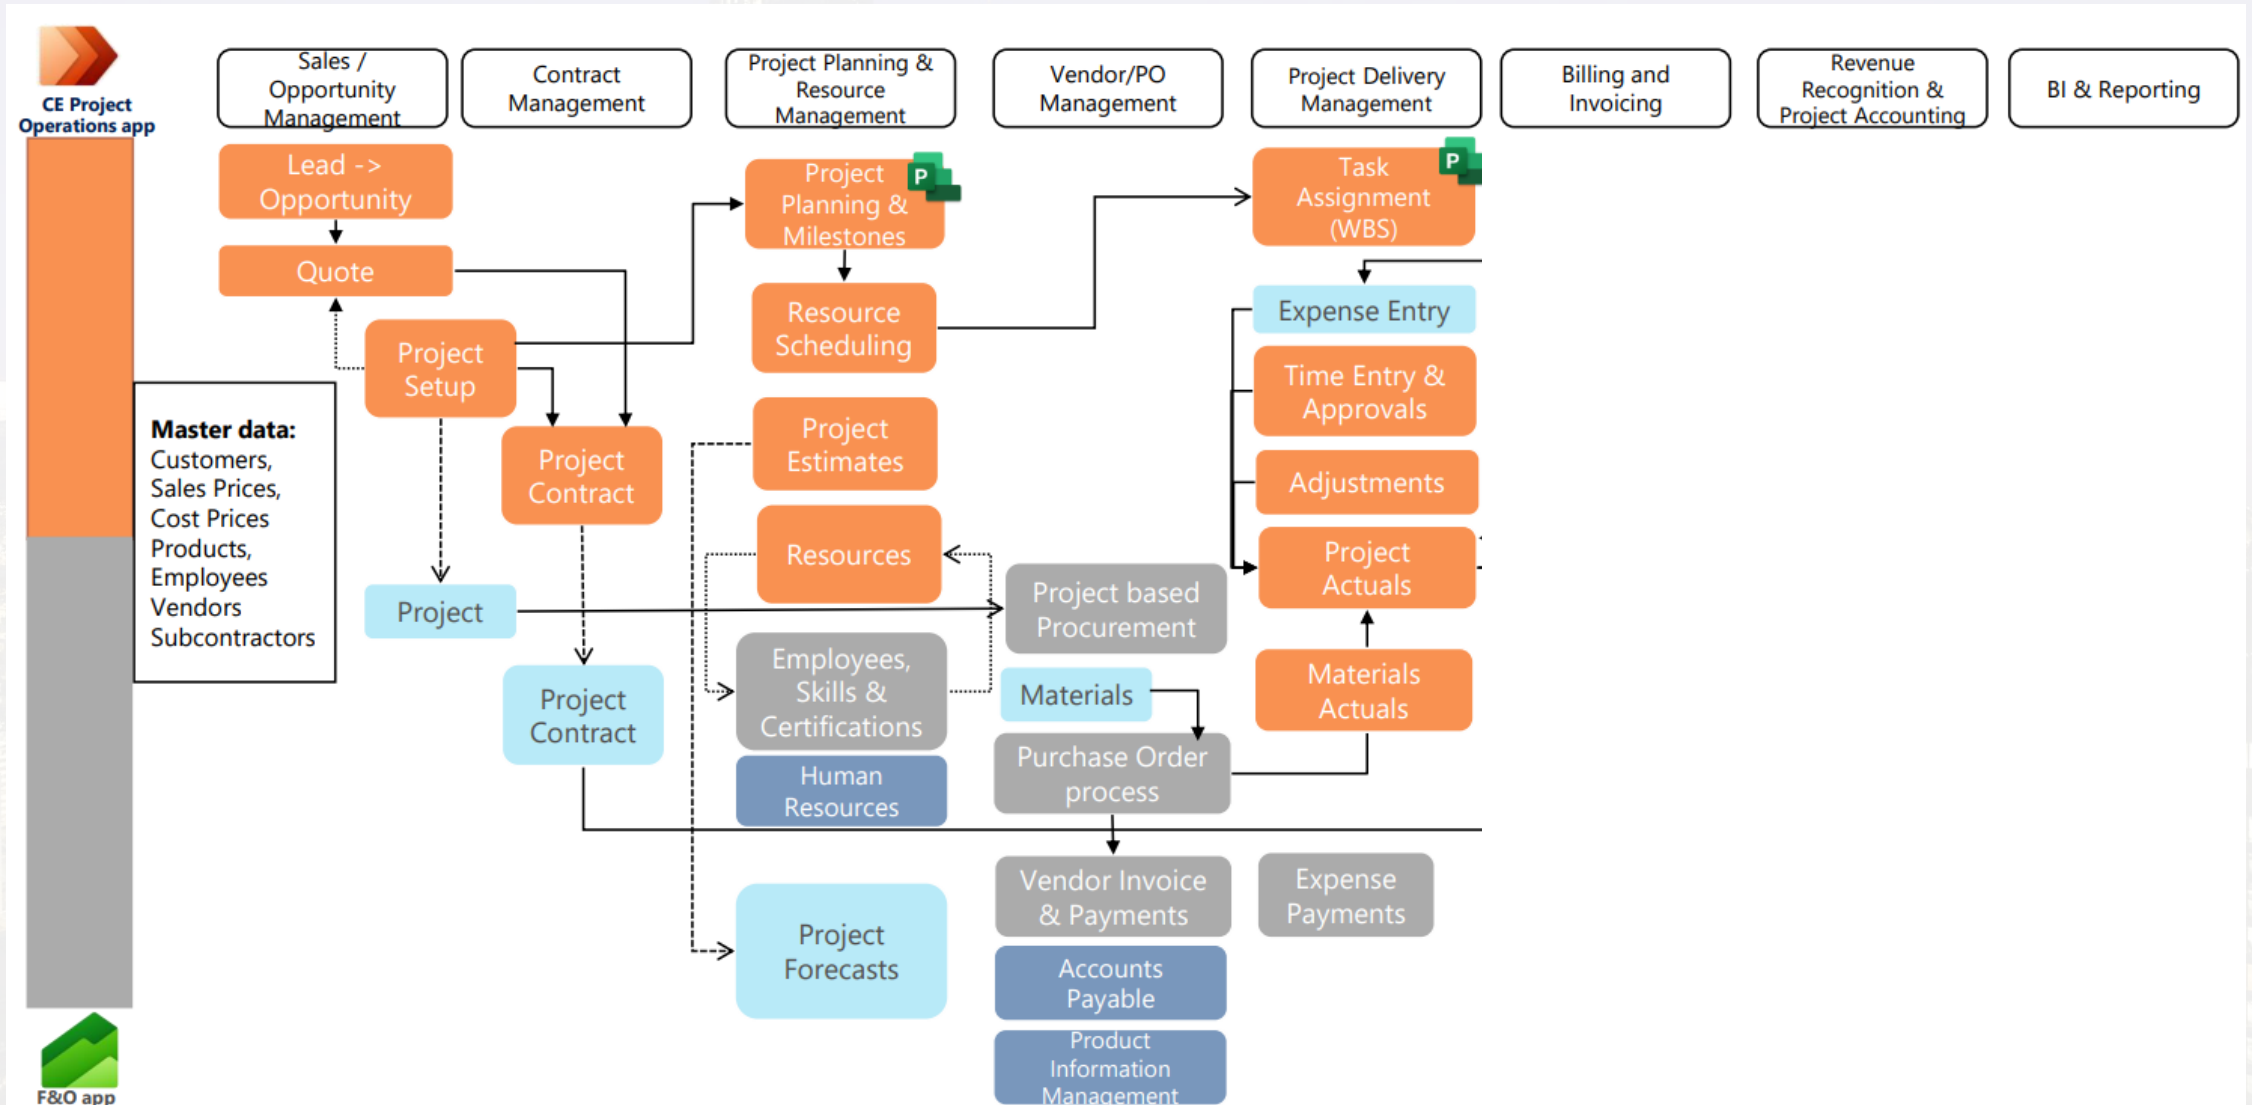 CE Project
Operations app
Sales /
Opportunity
Management
Contract
Management
Project Planning &
Resource
Management
Vendor/PO
Management
Project Delivery
Management
Billing and
Invoicing
Revenue
Recognition &
Project Accounting
BI & Reporting
Lead ->
Opportunity
Quote
Project
Setup
Master data:
Customers,
Sales Prices,
Cost Prices
Products,
Employees
Vendors
Subcontractors
Project
Project
Contract
Project
Contract
Project
Planning &
Milestones
P
Resource
Scheduling
Project
Estimates
Resources
Employees,
Skills &
Certifications
Human
Resources
Project
Forecasts
Project based
Procurement
Materials
Purchase Order
process
Vendor Invoice
& Payments
Accounts
Payable
Product
Information
Management
Task
Assignment
(WBS)
P
Expense Entry
Time Entry &
Approvals
Adjustments
Project
Actuals
Materials
Actuals
Expense
Payments
F&O app